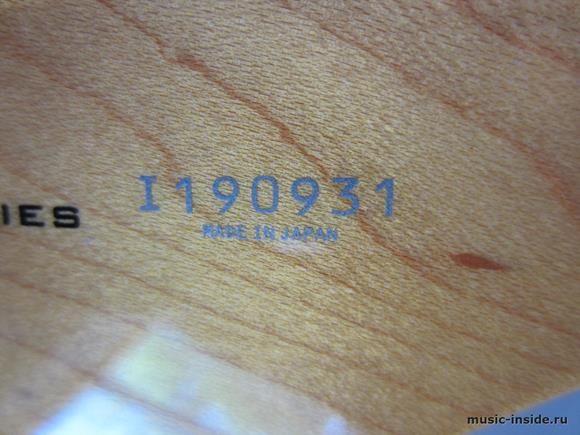 I190931
IES
MADE IN JAPAN
music-inside.ru